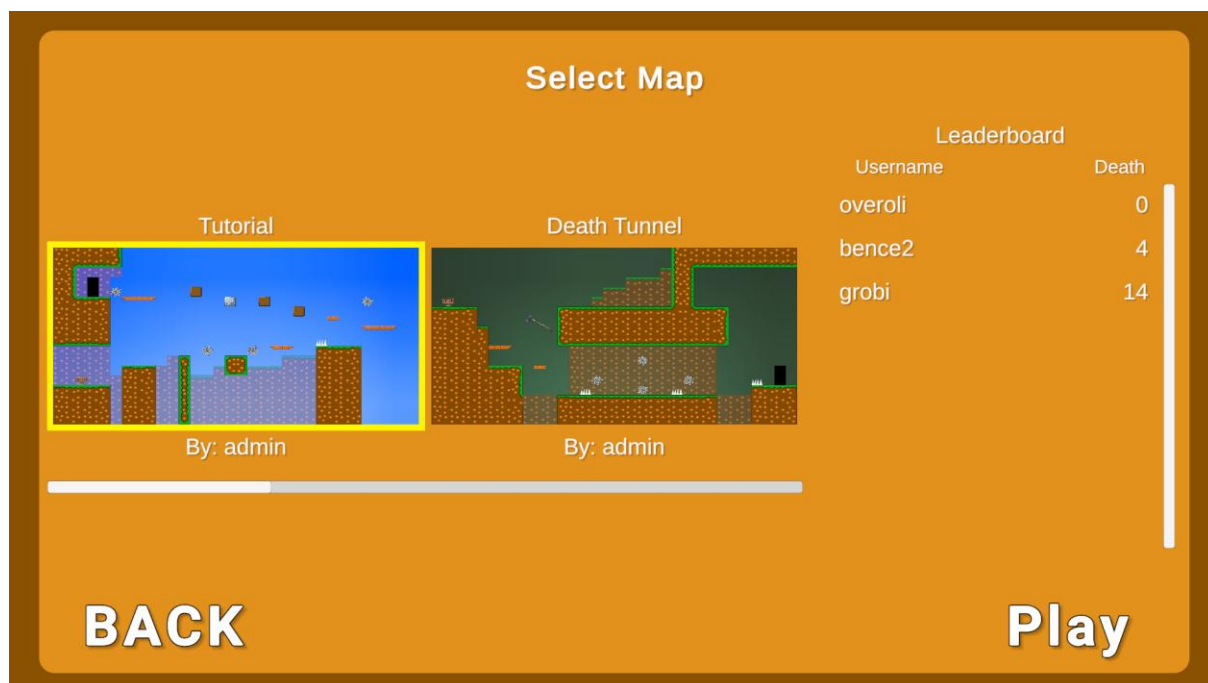 Select Map
Tutorial
By: admin
Death Tunnel
By: admin
Leaderboard
Username Death
overoli 0
bence2 4
grobi 14
BACK
Play